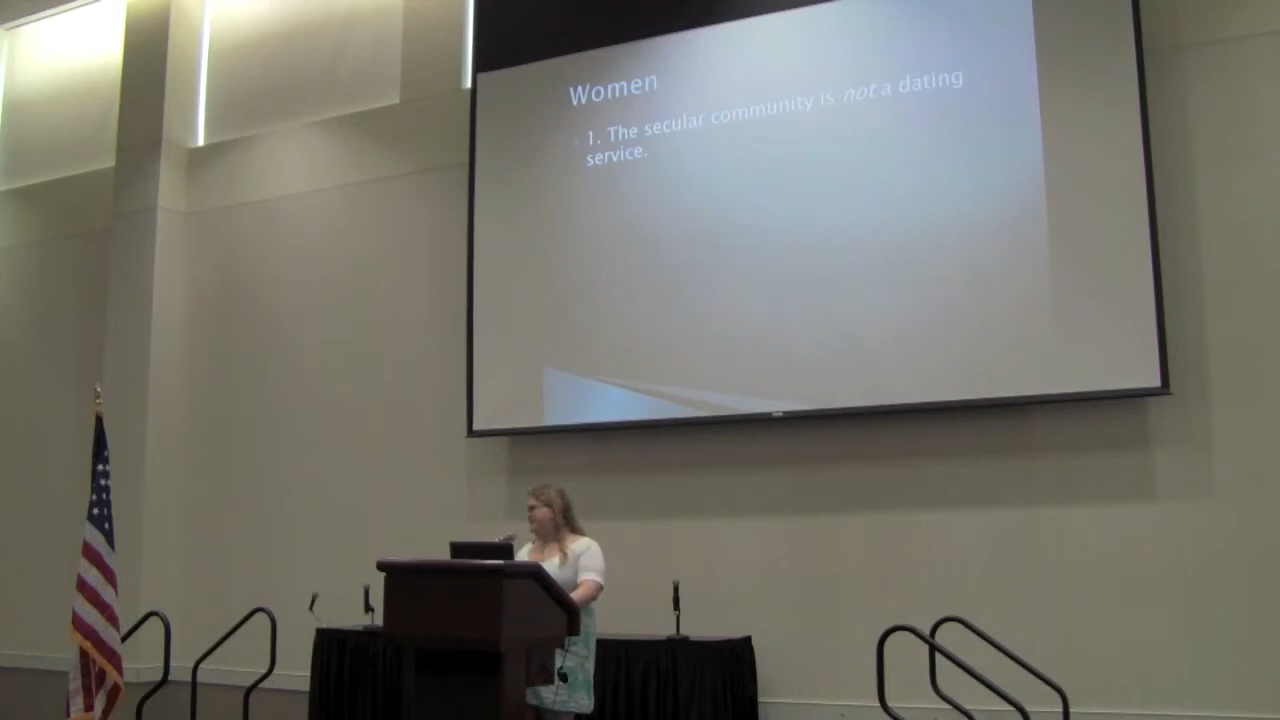 Women
1. The secular community is not a dating
service.